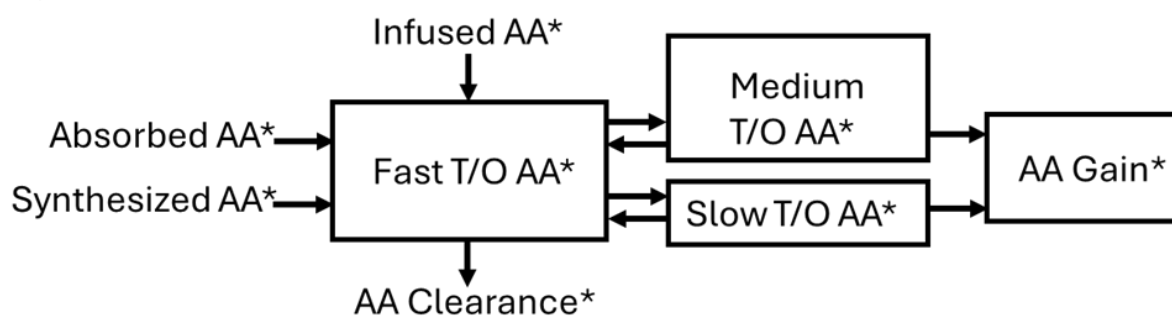 Infused AA*
Absorbed AA*
Synthesized AA*
Fast T/O AA*
Medium
T/O AA*
Slow T/O AA*
AA Gain*
AA Clearance*